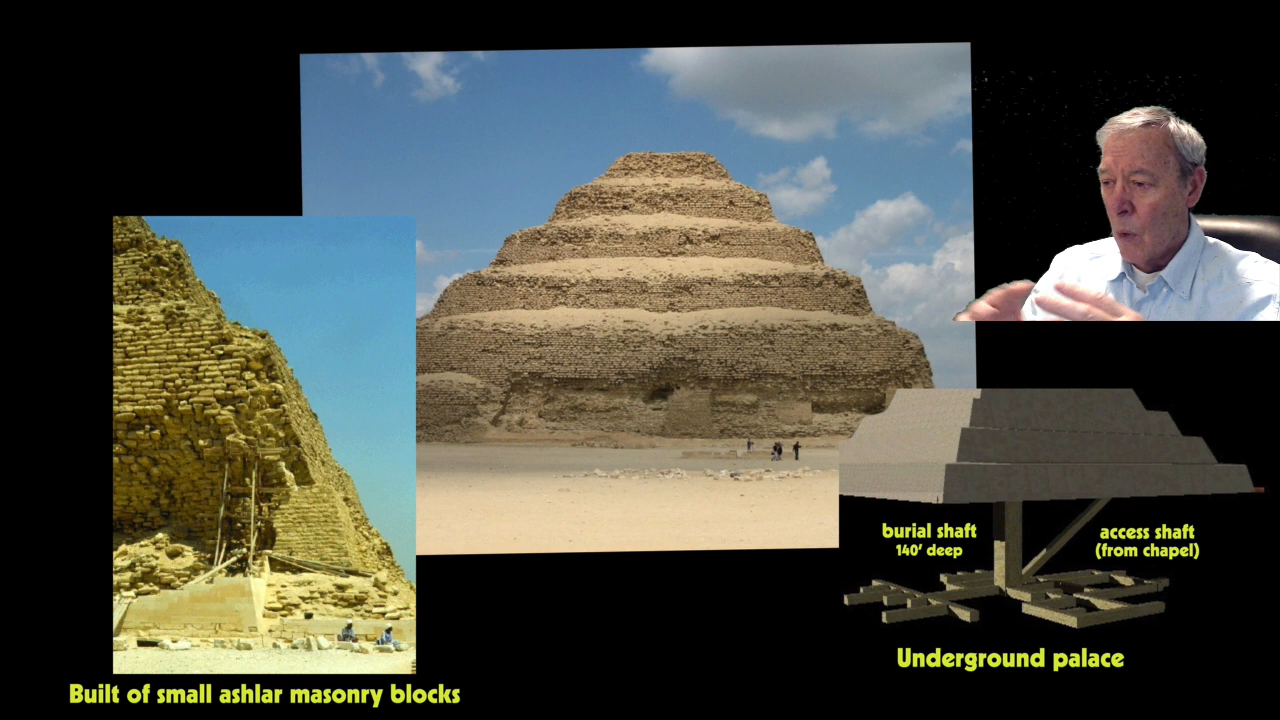 burial shaft
140' deep
access shaft
(from chapel)
Underground palace
Built of small ashlar masonry blocks